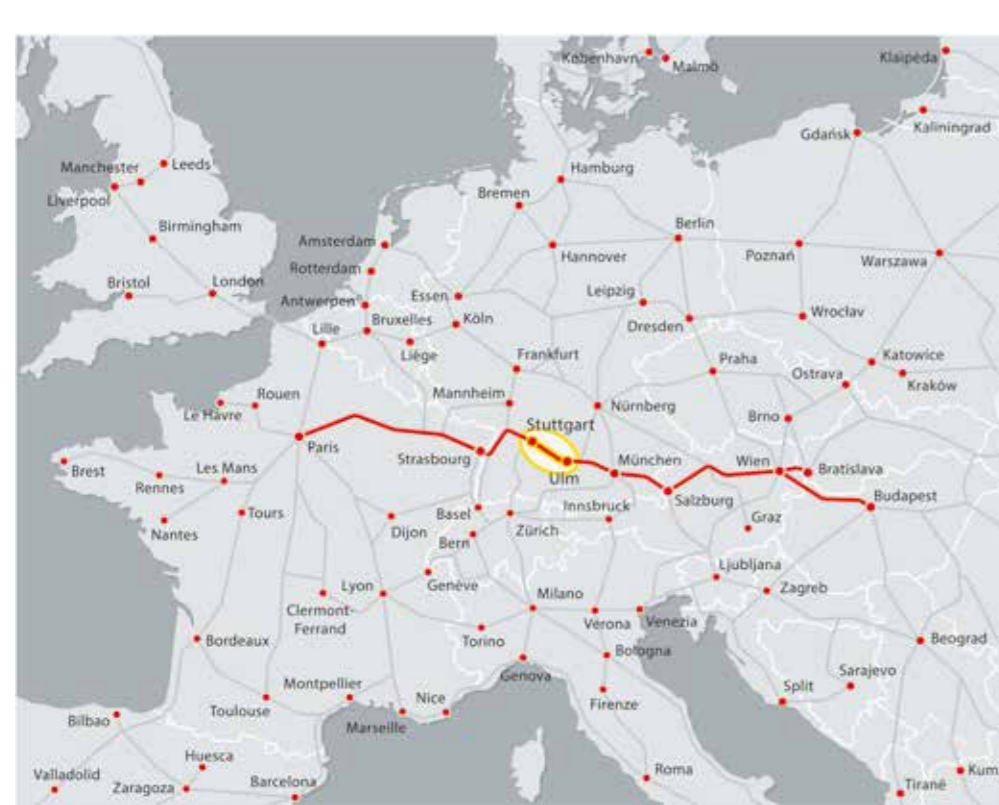 København
Malmö
Klaipėda
Gdańsk
Kaliningrad
Manchester
Leeds
Liverpool
Hamburg
Bremen
Birmingham
Amsterdam
Berlin
Hannover
Poznań
Warszawa
Rotterdam
Bristol
London
Antwerpen
Essen
Leipzig
Bruxelles
Köln
Dresden
Wrocław
Lille
Liège
Frankfurt
Praha
Katowice
Ostrava
Kraków
Rouen
Le Havre
Mannheim
Nürnberg
Brno
Stuttgart
Paris
Strasbourg
Ulm
München
Wien
Bratislava
Brest
Les Mans
Rennes
Salzburg
Budapest
Tours
Nantes
Dijon
Basel
Bern
Zürich
Innsbruck
Graz
Ljubljana
Zagreb
Lyon
Genève
Milano
Clermont-
Ferrand
Torino
Verona
Venezia
Bordeaux
Bologna
Beograd
Genova
Sarajevo
Montpellier
Nice
Split
Toulouse
Firenze
Bilbao
Marseille
Huesca
Valladolid
Zaragoza
Barcelona
Roma
Kum
Tiranë